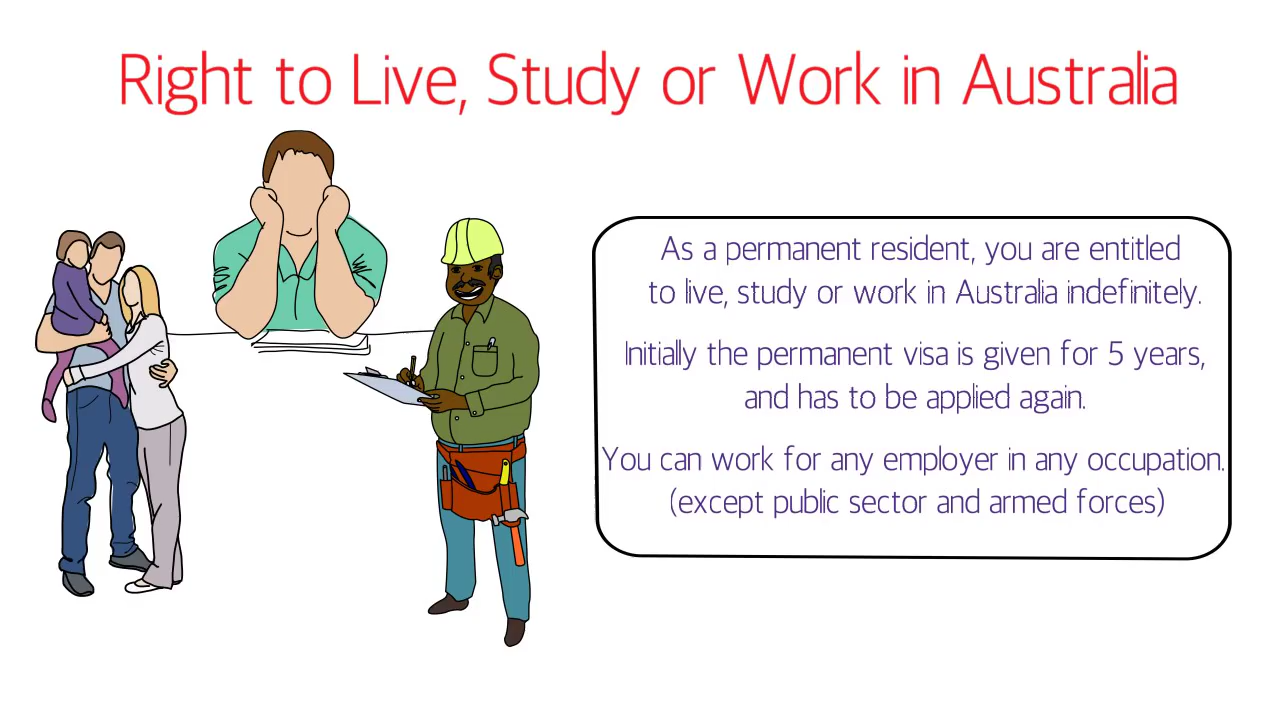 Right to Live, Study or Work in Australia
As a permanent resident, you are entitled
to live, study or work in Australia indefinitely.
Initially the permanent visa is given for 5 years,
and has to be applied again.
You can work for any employer in any occupation.
(except public sector and armed forces)